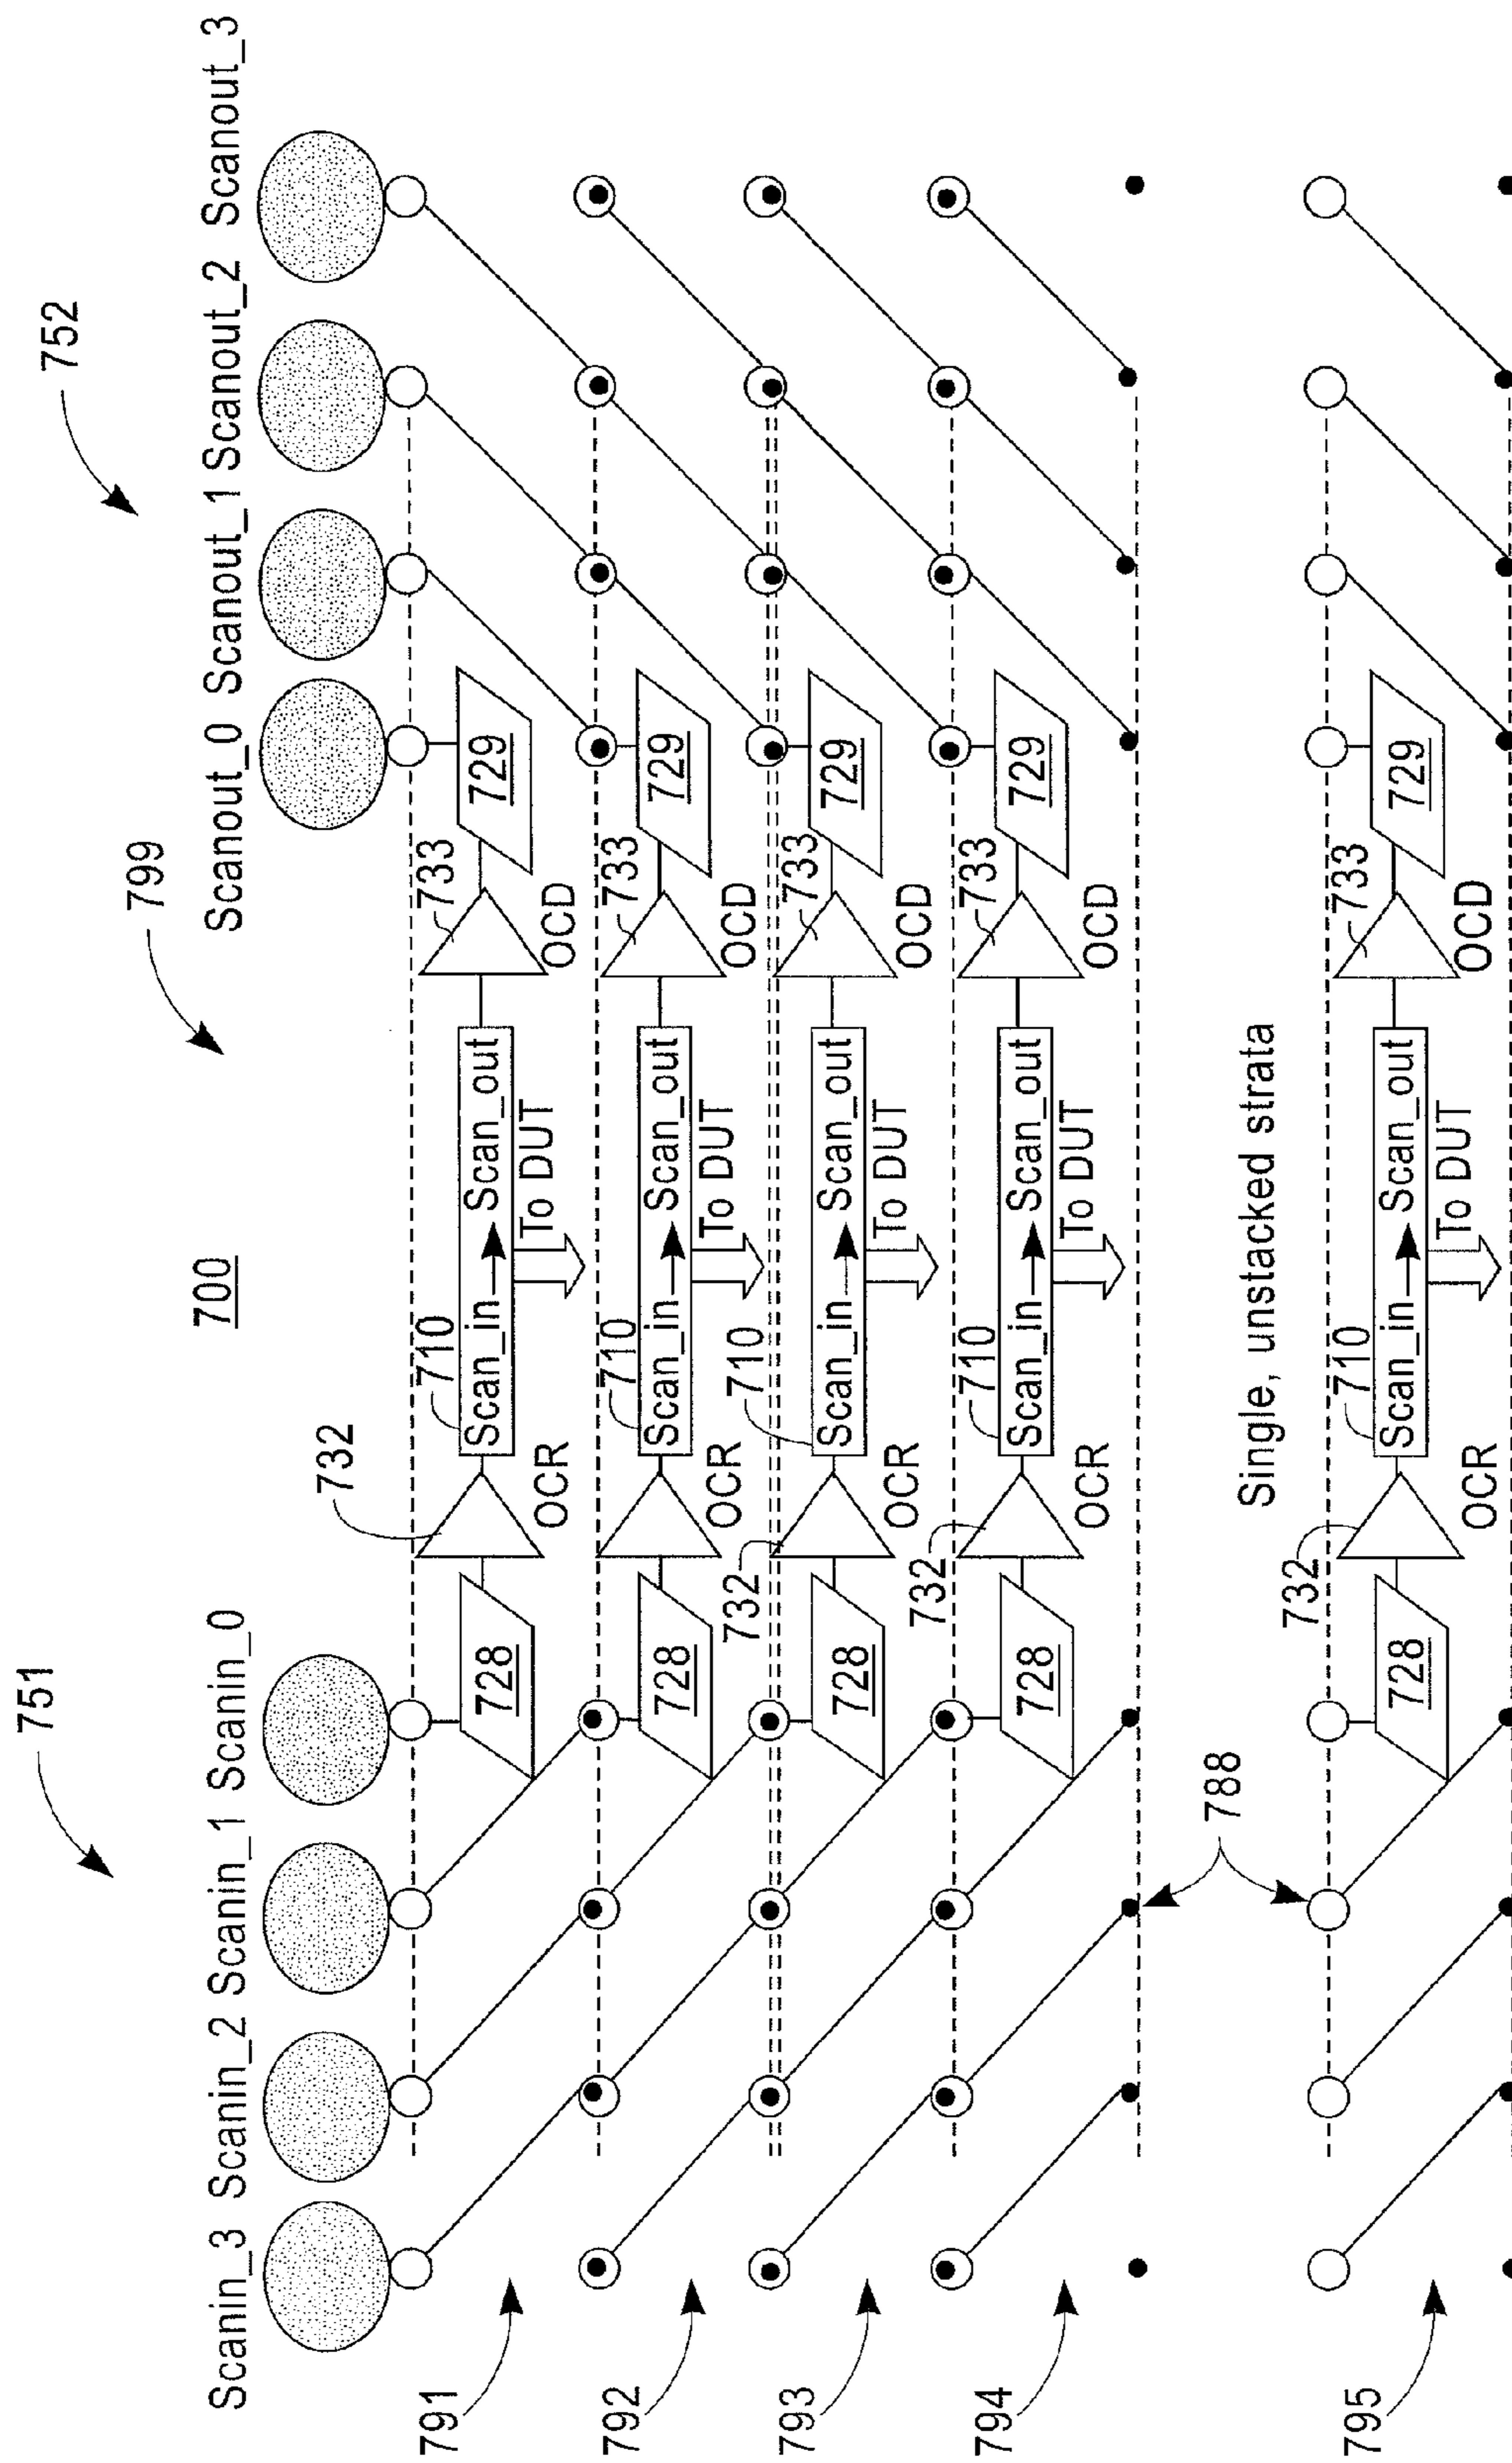 700
751
799
752
Scanin_3 Scanin_2 Scanin_1 Scanin_0
Scanout_0 Scanout_1 Scanout_2 Scanout_3
791
728
732
OCR
710
Scan_in Scan_out
To DUT
733
OCD
729
792
728
OCR
710
Scan_in Scan_out
To DUT
733
OCD
729
793
728
732
OCR
710
Scan_in Scan_out
To DUT
733
OCD
729
794
728
732
OCR
710
Scan_in Scan_out
To DUT
733
OCD
729
788
Single, unstacked strata
795
728
732
OCR
710
Scan_in Scan_out
To DUT
733
OCD
729